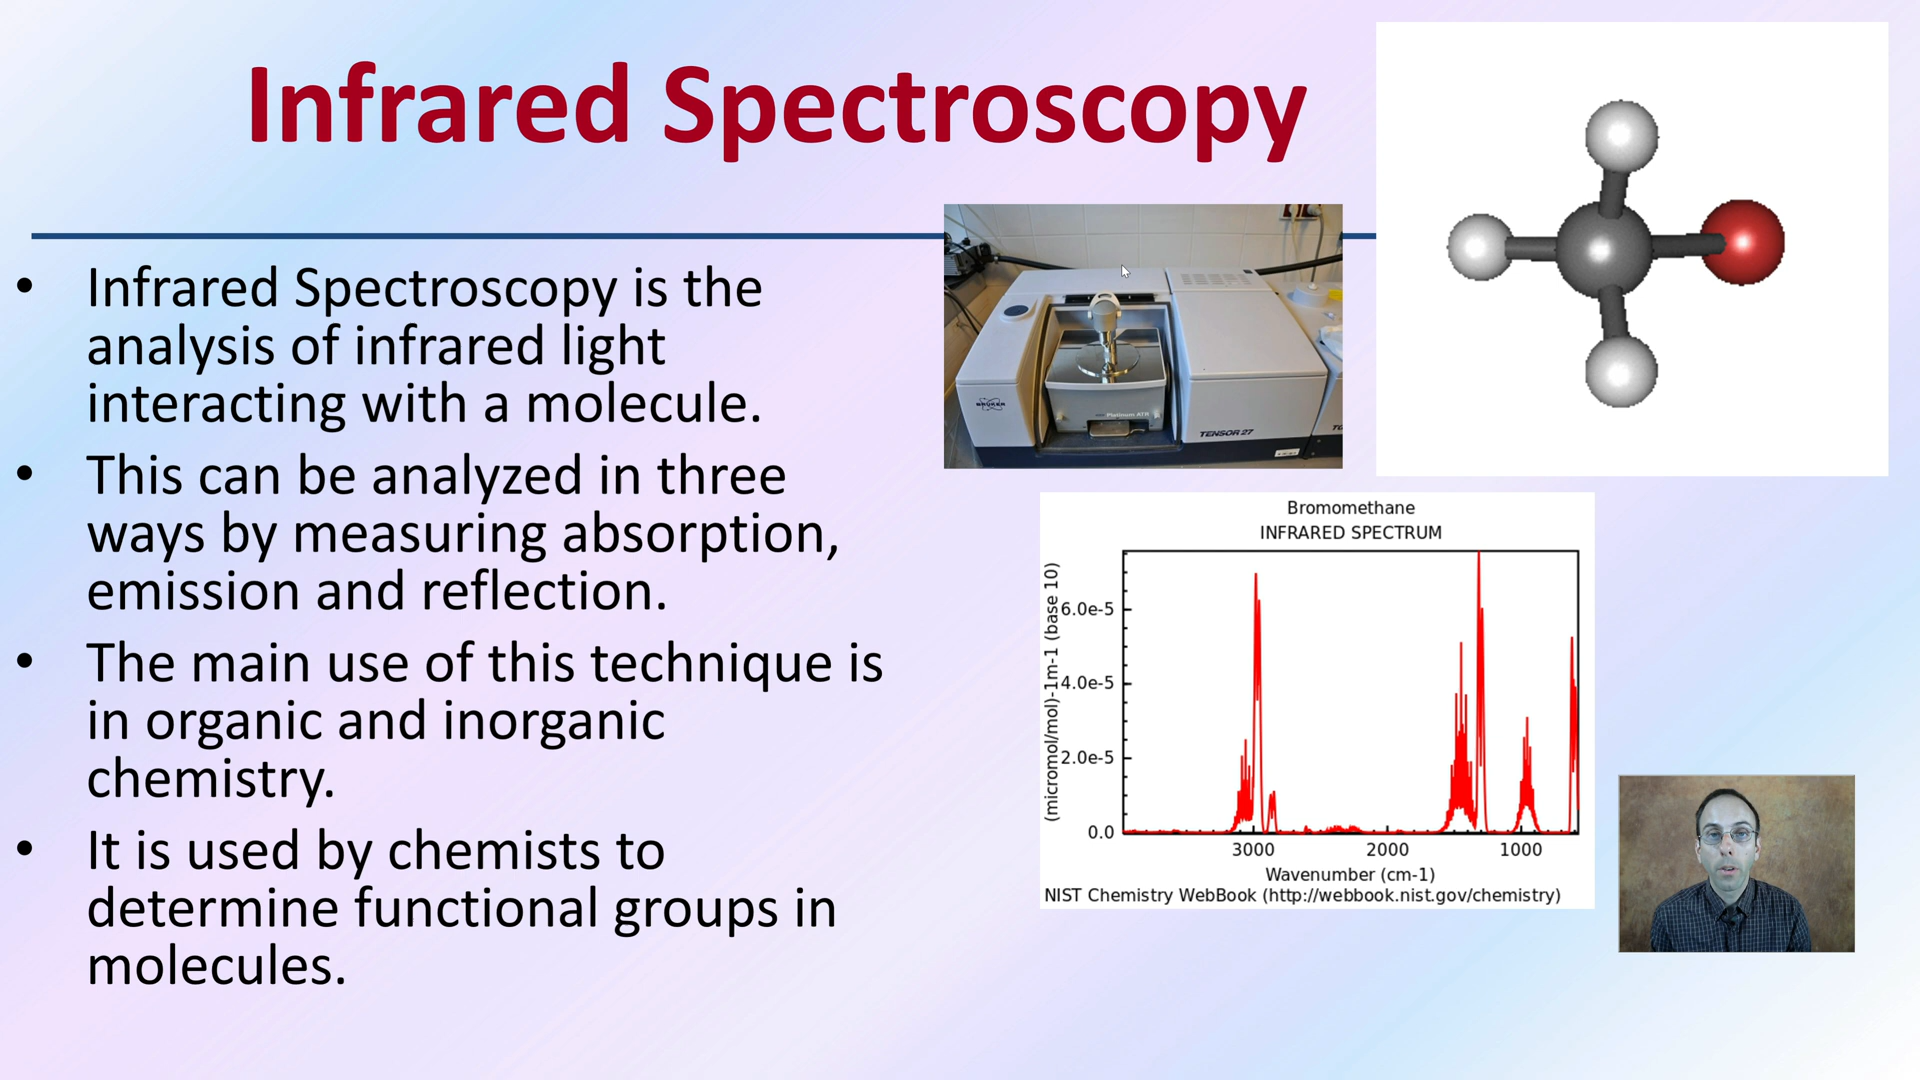 Infrared Spectroscopy
• Infrared Spectroscopy is the
analysis of infrared light
interacting with a molecule.
• This can be analyzed in three
ways by measuring absorption,
emission and reflection.
• The main use of this technique is
in organic and inorganic
chemistry.
• It is used by chemists to
determine functional groups in
molecules.
BRUKER
Platinum ATR
TENSOR 27
Bromomethane
INFRARED SPECTRUM
(micromol/mol)-1m-1 (base 10)
6.0e-5
4.0e-5
2.0e-5
0.0
3000 2000 1000
Wavenumber (cm-1)
NIST Chemistry WebBook (http://webbook.nist.gov/chemistry)